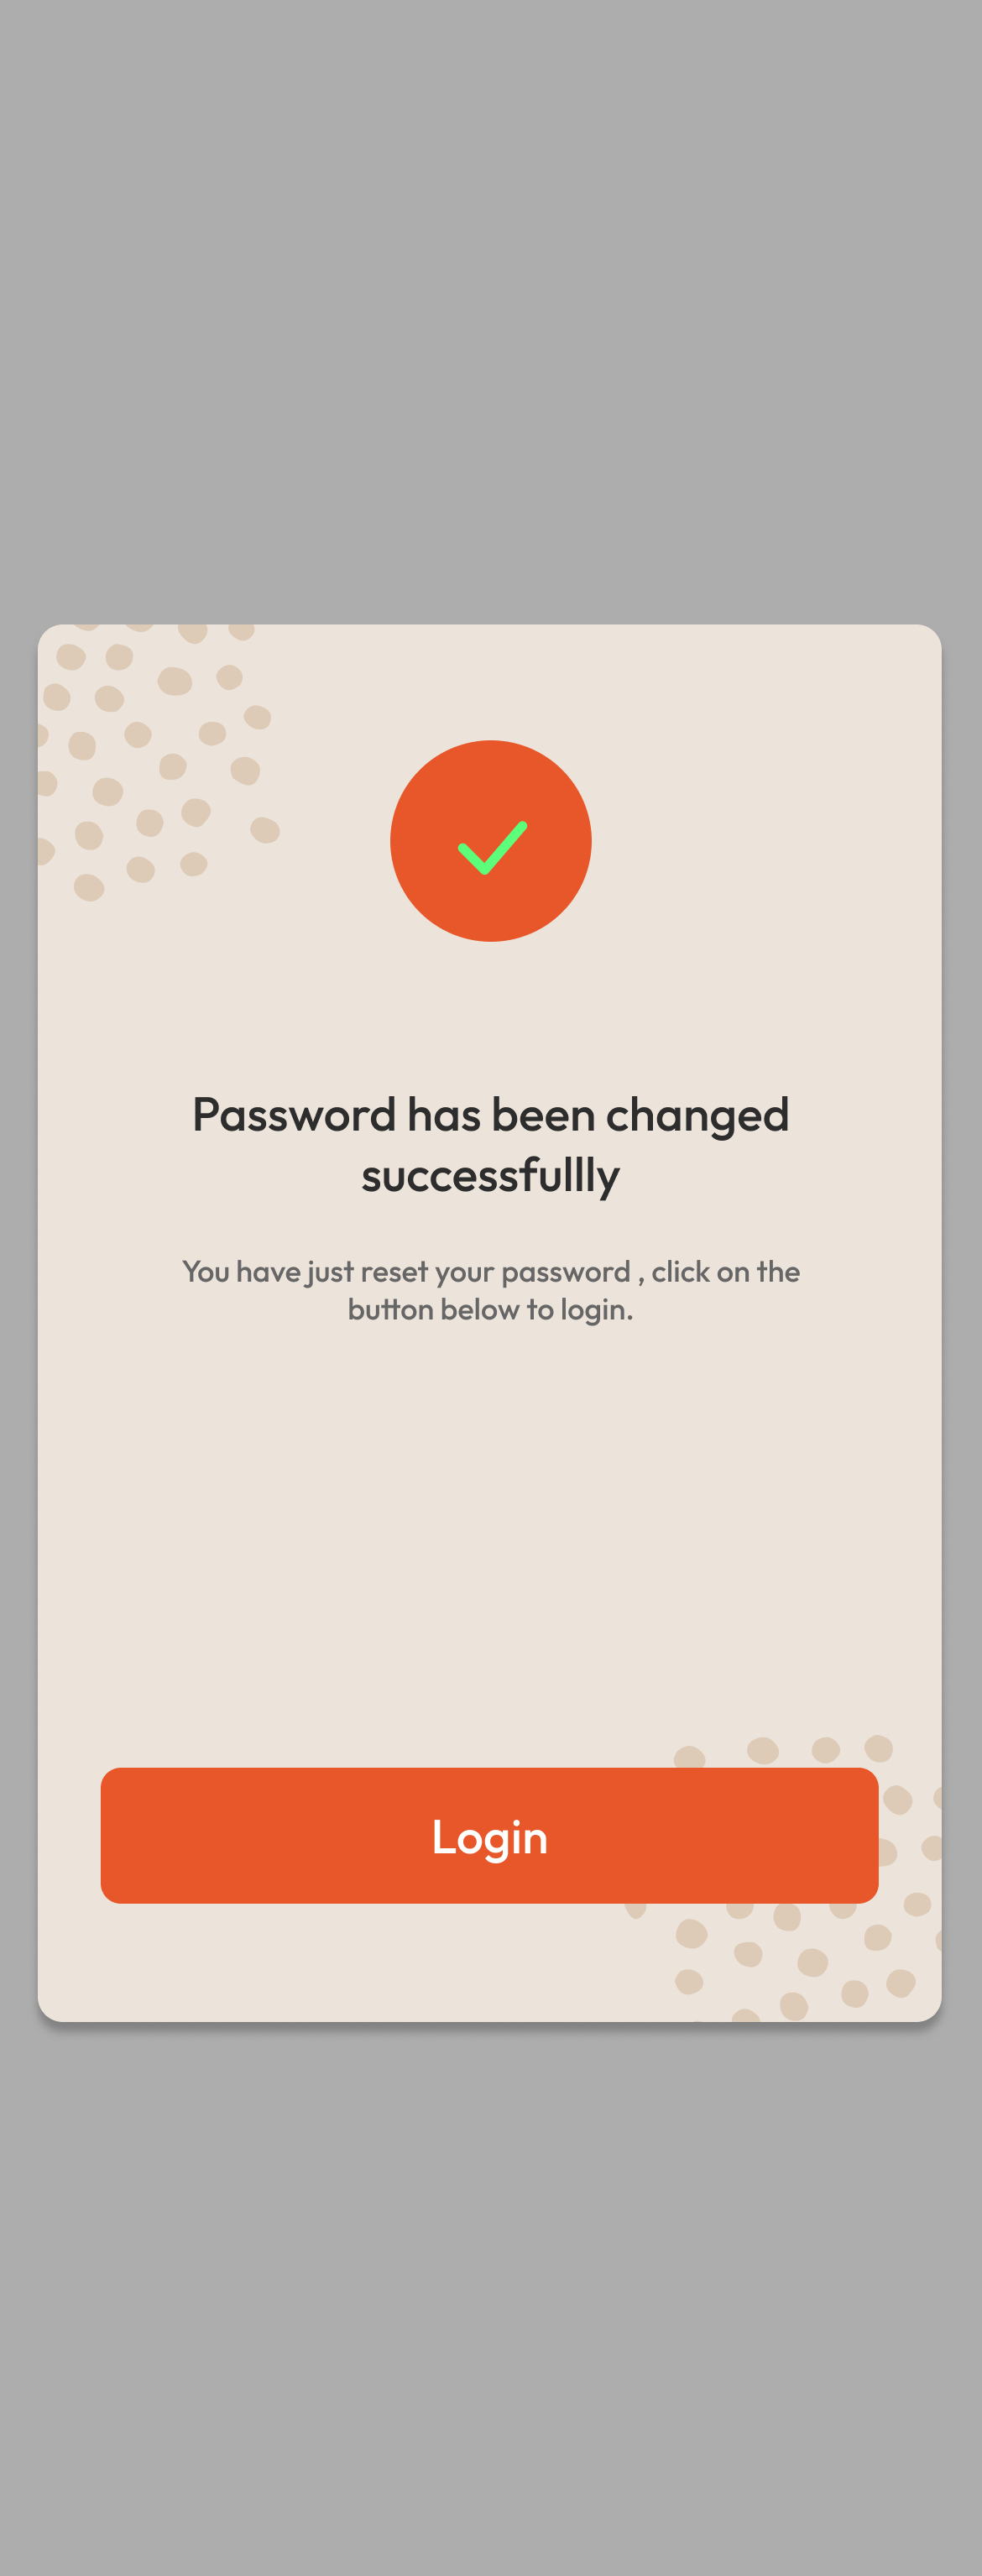 Password has been changed
successfullly
You have just reset your password , click on the
button below to login.
Login